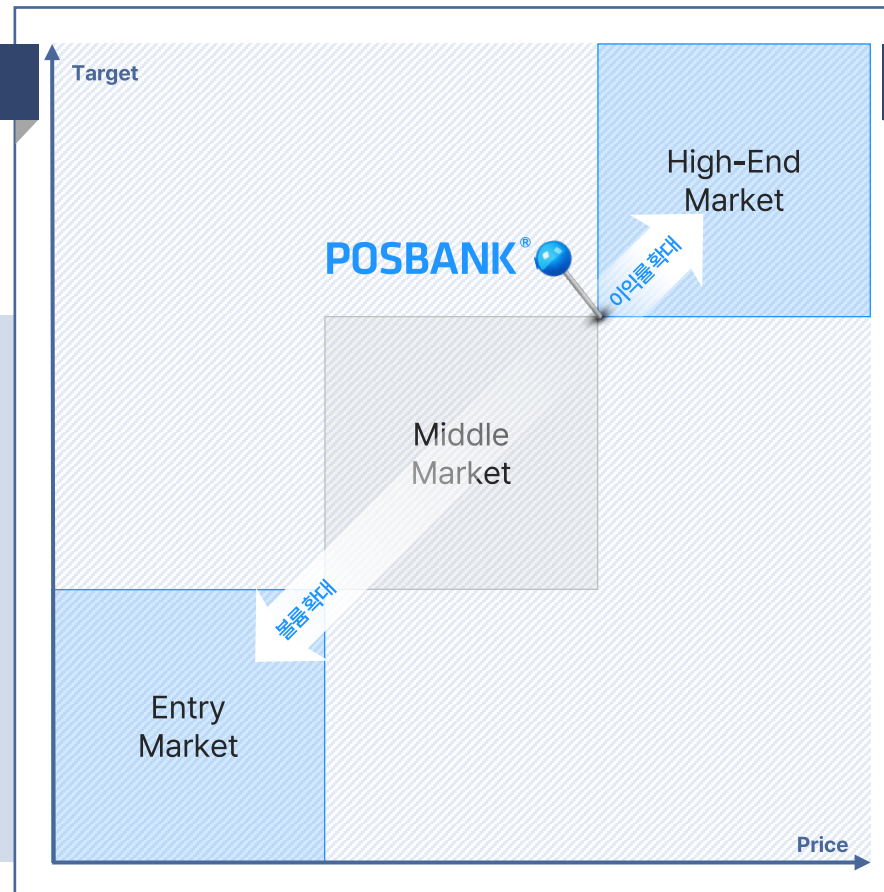 Target
High-End
Market
POSBANK®
이익률 확대
Middle
Market
볼륨 확대
Entry
Market
Price